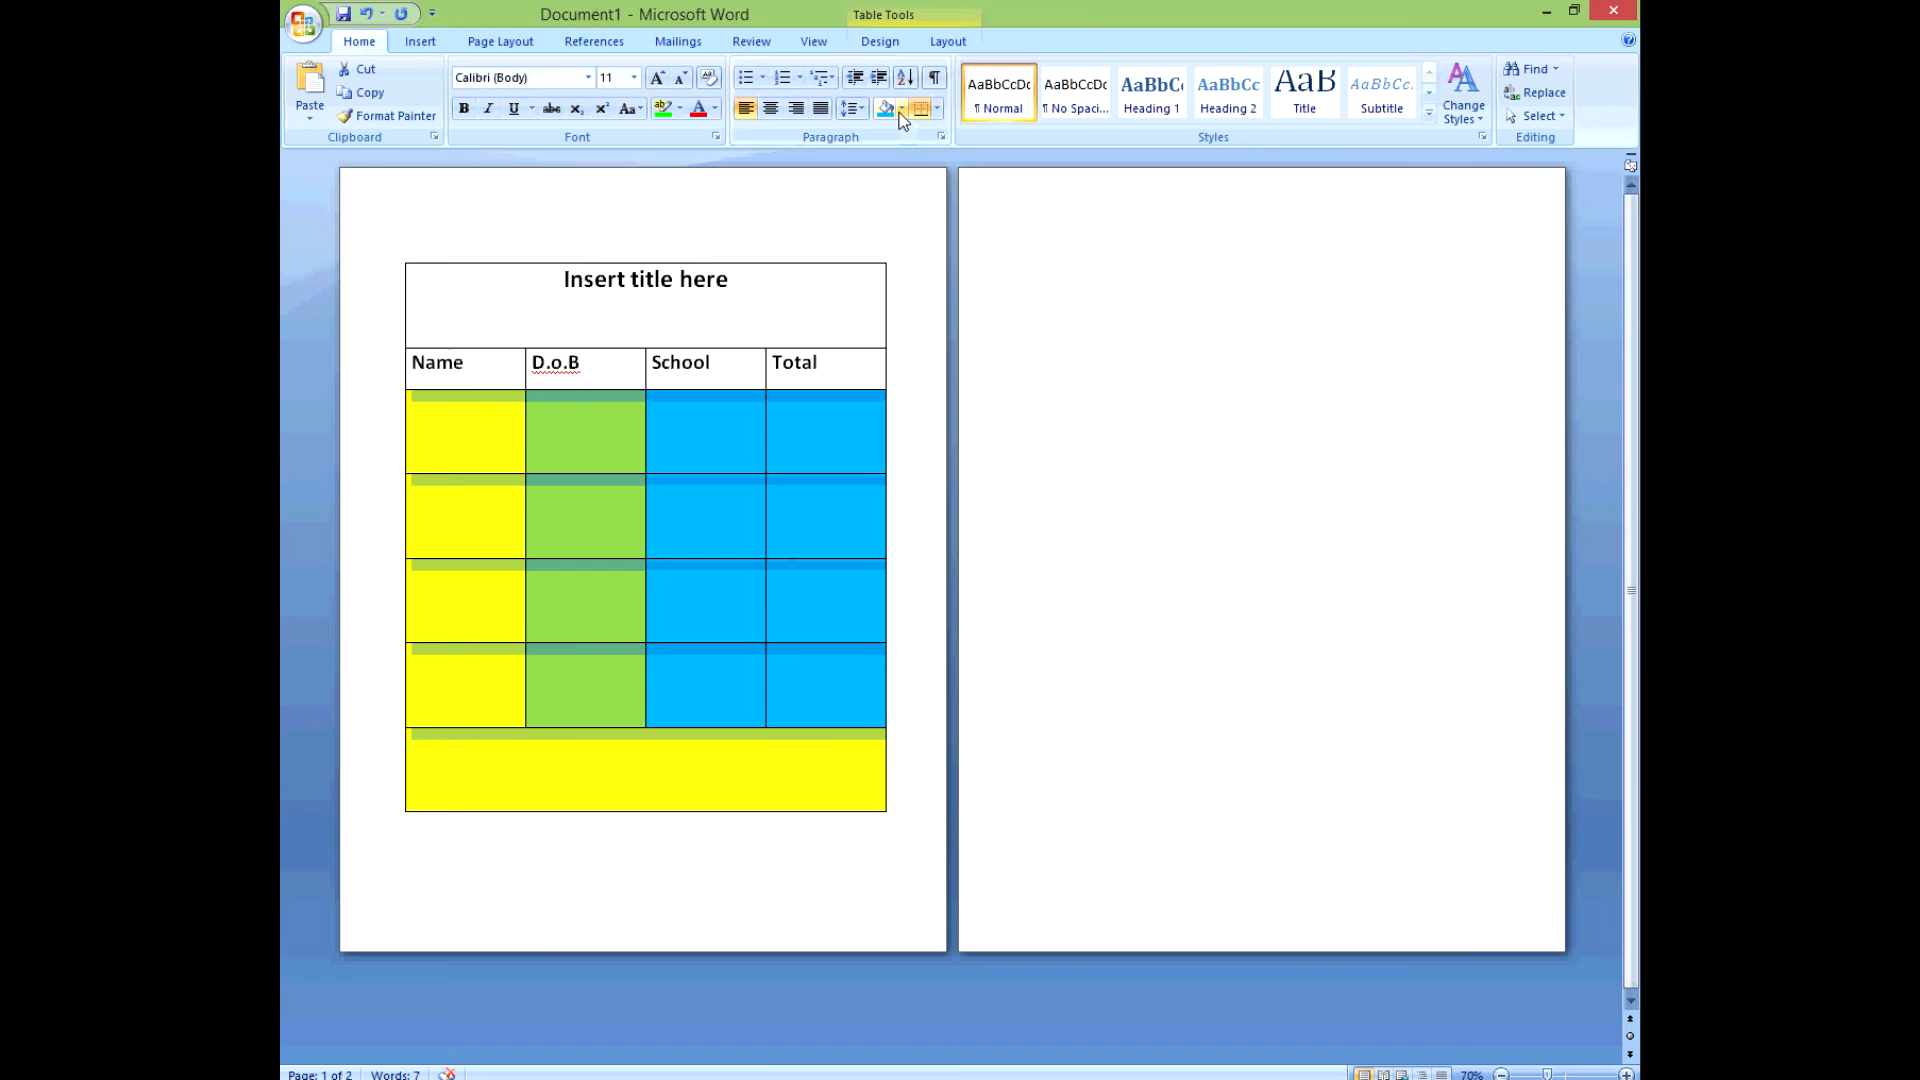 Document1 - Microsoft Word
Table Tools
Home
Insert
Page Layout
References
Mailings
Review
View
Design
Layout
Paste
Cut
Copy
Format Painter
Clipboard
Calibri (Body)
11
Font
Paragraph
AaBbCcDc
¶ Normal
AaBbCcDc
¶ No Spaci...
AaBbC
Heading 1
AaBbCc
Heading 2
AaB
Title
AaBbCc.
Subtitle
Change
Styles
Styles
Find
Replace
Select
Editing
Insert title here
Name
D.o.B
School
Total
Page: 1 of 2
Words: 7
70%